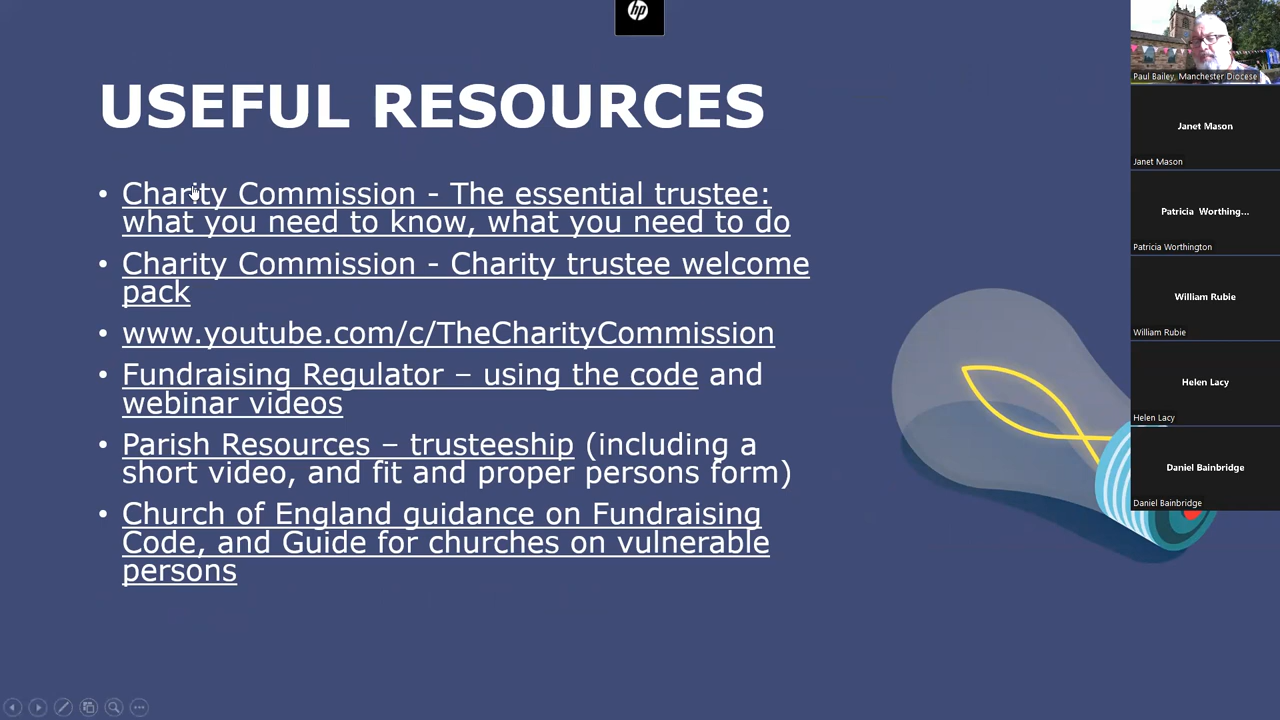 hp
USEFUL RESOURCES
• Charity Commission - The essential trustee:
what you need to know, what you need to do
• Charity Commission - Charity trustee welcome
pack
• www.youtube.com/c/TheCharityCommission
• Fundraising Regulator – using the code and
webinar videos
• Parish Resources – trusteeship (including a
short video, and fit and proper persons form)
• Church of England guidance on Fundraising
Code, and Guide for churches on vulnerable
persons
Paul Bailey, Manchester Diocese
Janet Mason
Janet Mason
Patricia Worthing...
Patricia Worthington
William Rubie
William Rubie
Helen Lacy
Helen Lacy
Daniel Bainbridge
Daniel Bainbridge